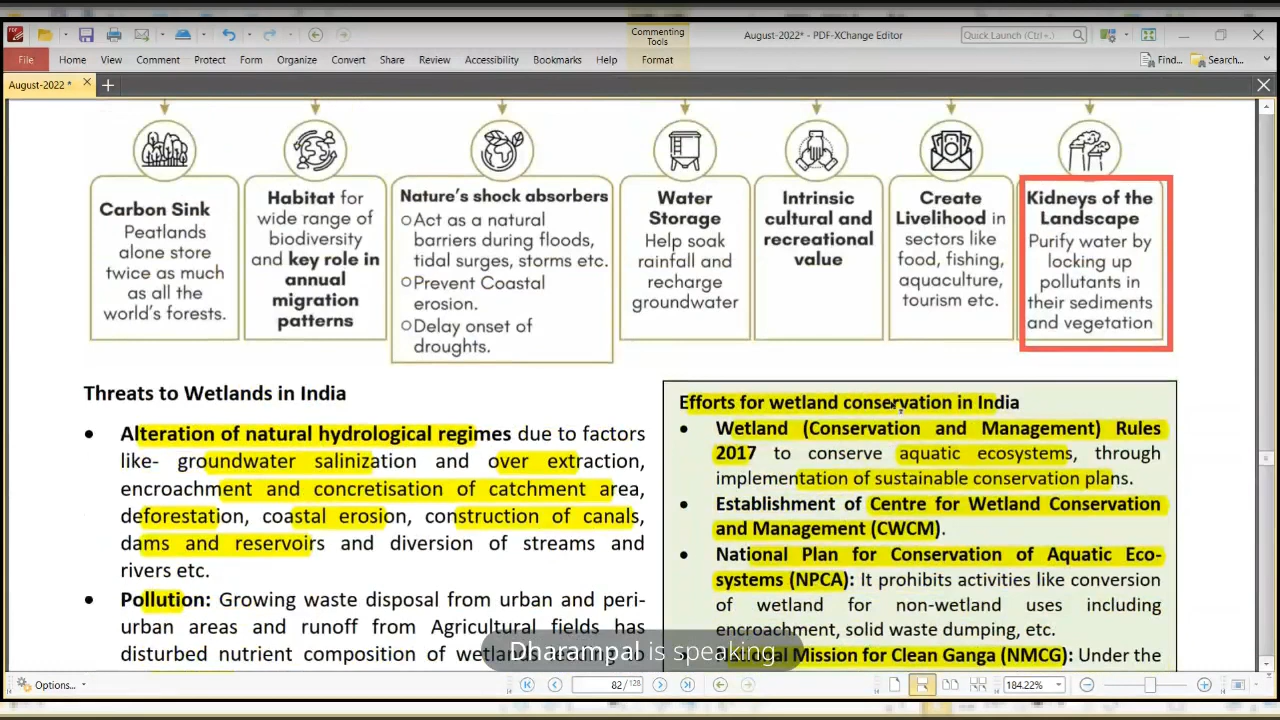 Commenting Tools
August-2022* - PDF-XChange Editor
Quick Launch (Ctrl+.)
File Home View Comment Protect Form Organize Convert Share Review Accessibility Bookmarks Help Format
Find... Search...
August-2022 *
Carbon Sink
Peatlands
alone store
twice as much
as all the
world's forests.
Habitat for
wide range of
biodiversity
and key role in
annual
migration
patterns
Nature's shock absorbers
Act as a natural
barriers during floods,
tidal surges, storms etc.
Prevent Coastal
erosion.
Delay onset of
droughts.
Water
Storage
Help soak
rainfall and
recharge
groundwater
Intrinsic
cultural and
recreational
value
Create
Livelihood in
sectors like
food, fishing,
aquaculture,
tourism etc.
Kidneys of the
Landscape
Purify water by
locking up
pollutants in
their sediments
and vegetation
Threats to Wetlands in India
• Alteration of natural hydrological regimes due to factors
like- groundwater salinization and over extraction,
encroachment and concretisation of catchment area,
deforestation, coastal erosion, construction of canals,
dams and reservoirs and diversion of streams and
rivers etc.
• Pollution: Growing waste disposal from urban and peri-
urban areas and runoff from Agricultural fields has
disturbed nutrient composition of
Efforts for wetland conservation in India
• Wetland (Conservation and Management) Rules
2017 to conserve aquatic ecosystems, through
implementation of sustainable conservation plans.
• Establishment of Centre for Wetland Conservation
and Management (CWCM).
• National Plan for Conservation of Aquatic Eco-
systems (NPCA): It prohibits activities like conversion
of wetland for non-wetland uses including
encroachment, solid waste dumping, etc.
Mission for Clean Ganga (NMCG): Under the
Dharampal is speaking
Options... 82 / 128 184.22%